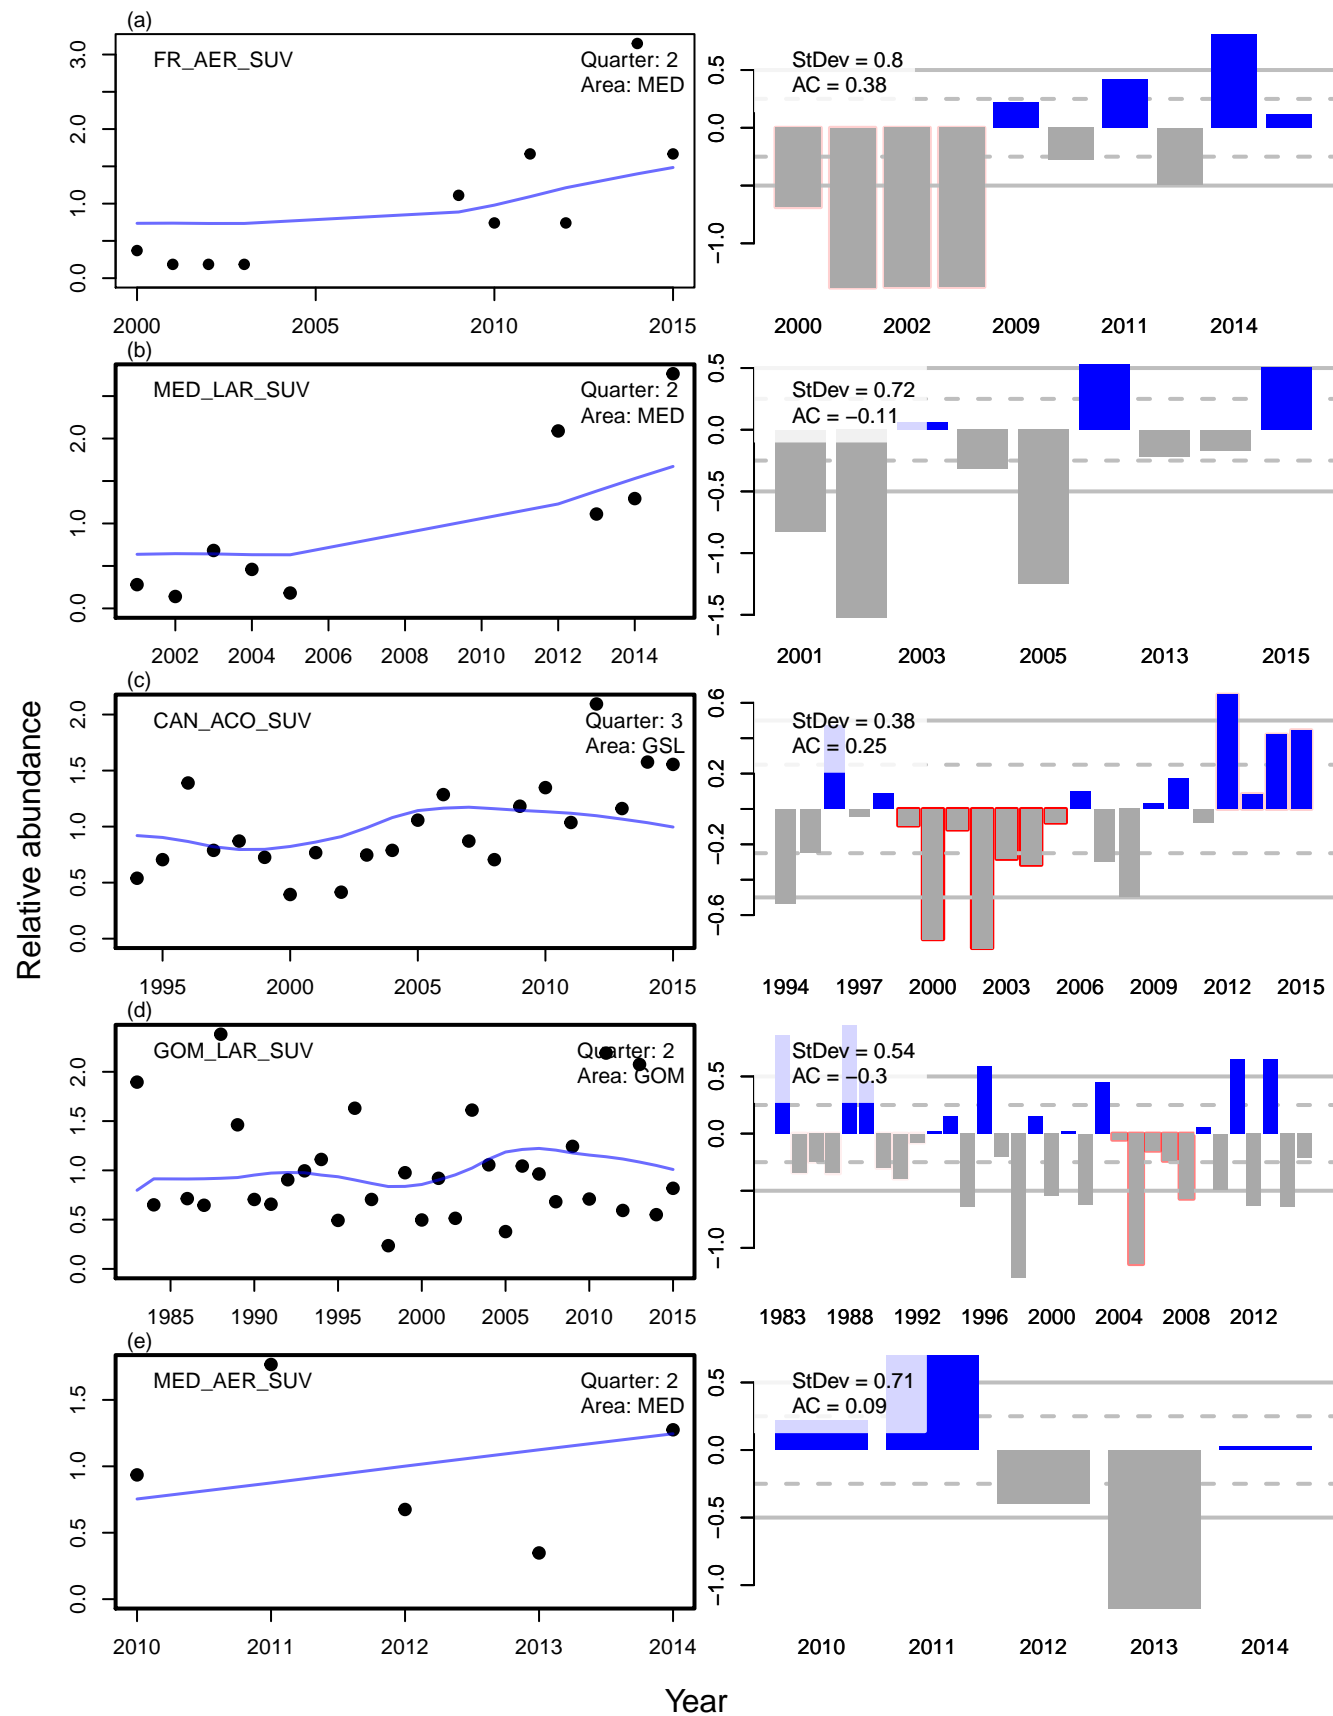 (a)
FR_AER_SUV
Quarter: 2
Area: MED
0.0 1.0 2.0 3.0
2000 2005 2010 2015
StDev = 0.8
AC = 0.38
−1.0 0.0 0.5
2000 2002 2009 2011 2014
(b)
MED_LAR_SUV
Quarter: 2
Area: MED
0.0 1.0 2.0
2002 2004 2006 2008 2010 2012 2014
StDev = 0.72
AC = −0.11
−1.5 −1.0 −0.5 0.0 0.5
2001 2003 2005 2013 2015
(c)
CAN_ACO_SUV
Quarter: 3
Area: GSL
0.0 0.5 1.0 1.5 2.0
1995 2000 2005 2010 2015
StDev = 0.38
AC = 0.25
−0.6 −0.2 0.2 0.6
1994 1997 2000 2003 2006 2009 2012 2015
Relative abundance
(d)
GOM_LAR_SUV
Quarter: 2
Area: GOM
0.0 0.5 1.0 1.5 2.0
1985 1990 1995 2000 2005 2010 2015
StDev = 0.54
AC = −0.3
−1.0 0.0 0.5
1983 1988 1992 1996 2000 2004 2008 2012
(e)
MED_AER_SUV
Quarter: 2
Area: MED
0.0 0.5 1.0 1.5
2010 2011 2012 2013 2014
StDev = 0.71
AC = 0.09
−1.0 −0.5 0.0 0.5
2010 2011 2012 2013 2014
Year